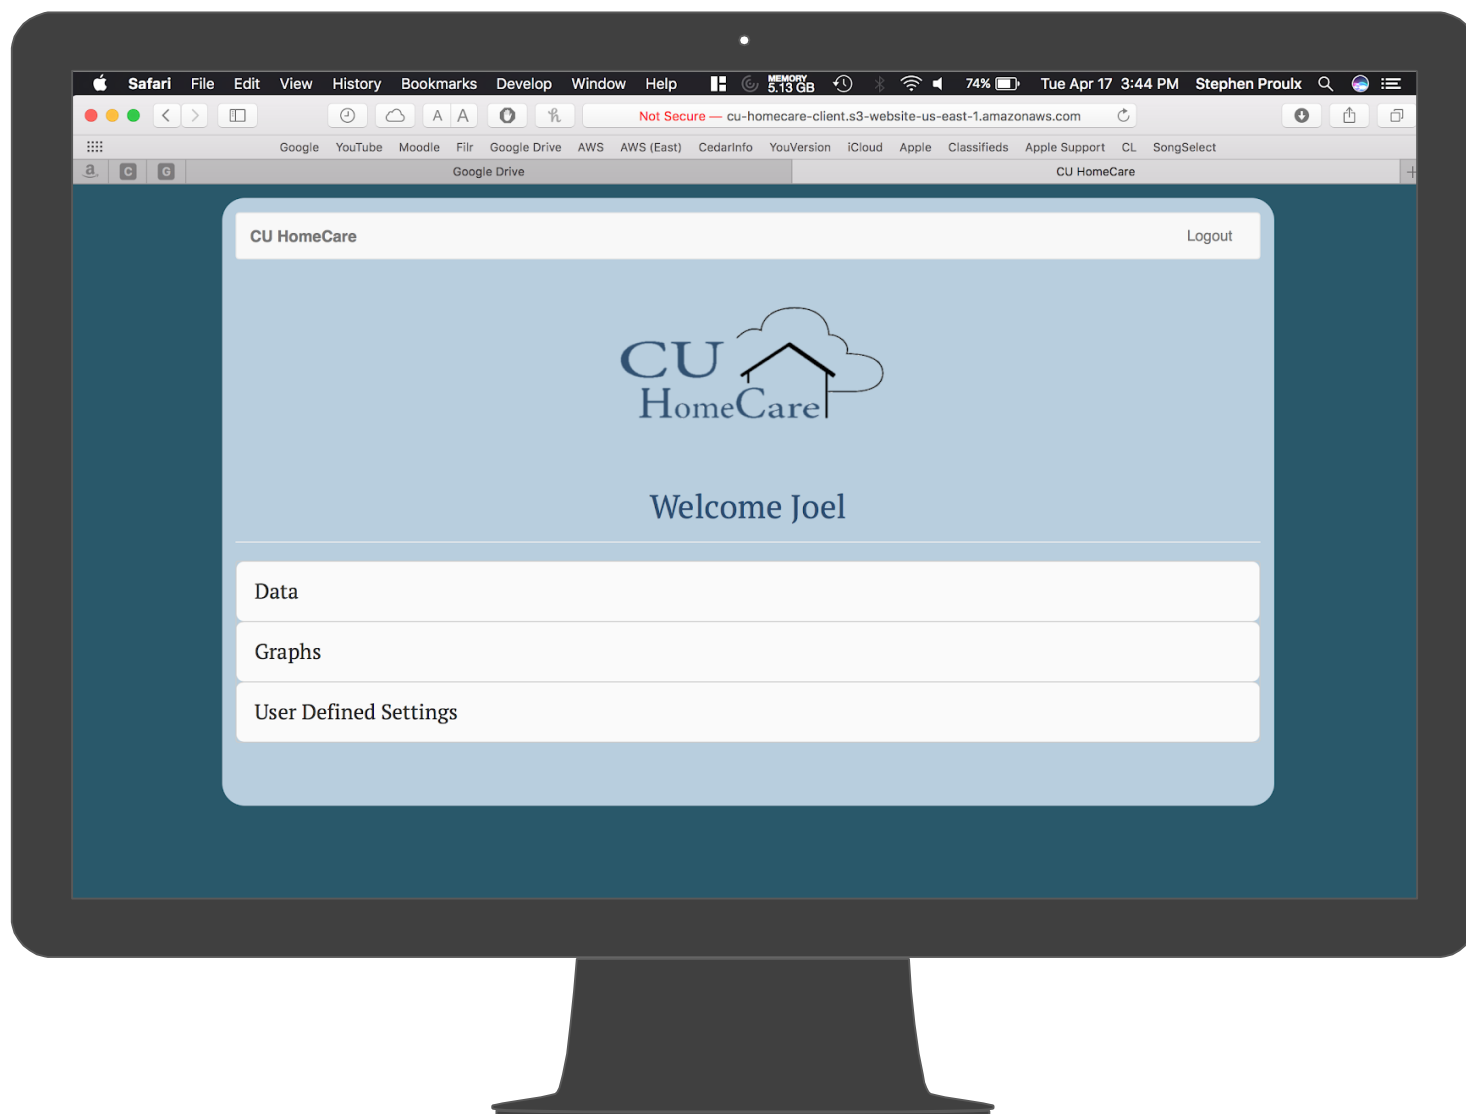 Safari File Edit View History Bookmarks Develop Window Help MEMORY 5.13 GB 74% Tue Apr 17 3:44 PM Stephen Proulx
A A Not Secure — cu-homecare-client.s3-website-us-east-1.amazonaws.com
Google YouTube Moodle Filr Google Drive AWS AWS (East) CedarInfo YouVersion iCloud Apple Classifieds Apple Support CL SongSelect
a C G Google Drive CU HomeCare
CU HomeCare Logout
CU
HomeCare
Welcome Joel
Data
Graphs
User Defined Settings